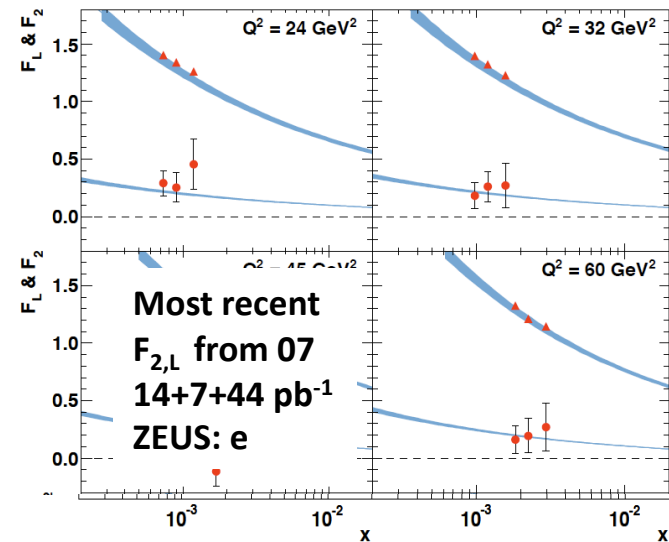 F_L & F_2
1.5
1.0
0.5
0.0
Q² = 24 GeV²
Q² = 32 GeV²
F_L & F_2
1.5
1.0
0.5
0.0
Q² = 60 GeV²
Most recent
F_{2,L} from 07
14+7+44 pb⁻¹
ZEUS: e
10⁻³
10⁻²
x
10⁻³
10⁻²
x